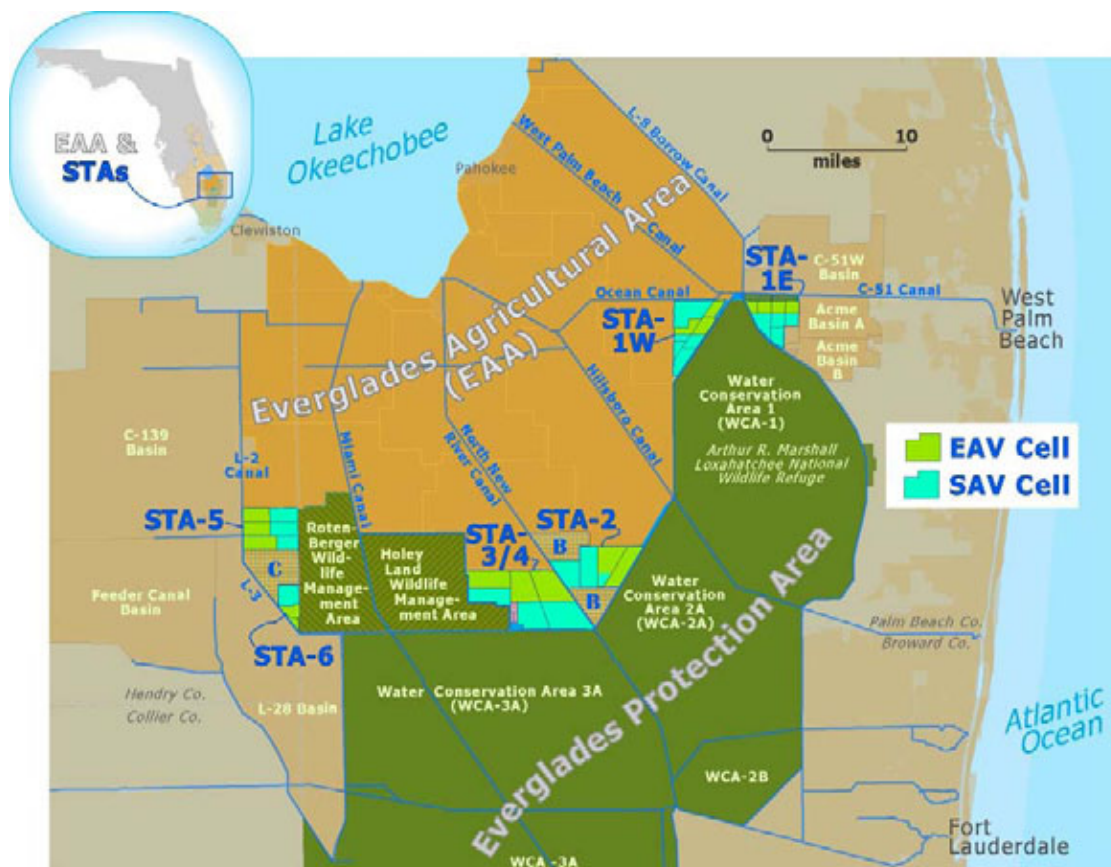 EAA &
STAs
Lake
Okeechobee
Pahokee
Clewiston
L-8 Borrow Canal
West Palm Beach
Canal
0 10
miles
C-51W
Basin
STA-
1E
C-51 Canal
West
Palm
Beach
Ocean Canal
STA-
1W
Acme
Basin A
Acme
Basin
B
Everglades Agricultural Area
(EAA)
Water
Conservation
Area 1
(WCA-1)
Arthur R. Marshall
Loxahatchee National
Wildlife Refuge
EAV Cell
SAV Cell
C-139
Basin
L-2
Canal
Miami Canal
North New
River Canal
Hillsboro Canal
STA-5
Roten-
Berger
Wild-
life
Manage-
ment
Area
Holey
Land
Wildlife
Management Area
STA-
3/4
STA-2
B
B
C
L-3
Feeder Canal
Basin
STA-6
Water
Conservation
Area 2A
(WCA-2A)
Palm Beach Co.
Broward Co.
Water Conservation Area 3A
(WCA-3A)
Hendry Co.
Collier Co.
L-28 Basin
Everglades Protection Area
Atlantic
Ocean
WCA-2B
Fort
Lauderdale
WCA-3A